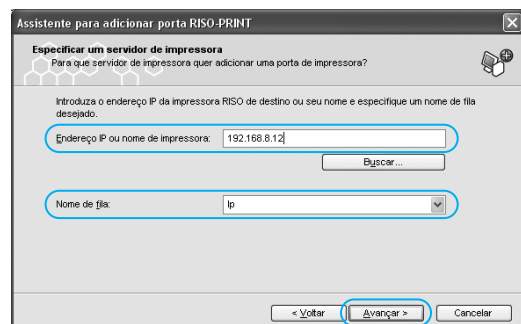 Assistente para adicionar porta RISO-PRINT
Especificar um servidor de impressora
Para que servidor de impressora quer adicionar uma porta de impressora?
Introduza o endereço IP da impressora RISO de destino ou seu nome e especifique um nome de fila
desejado.
Endereço IP ou nome de impressora: 192.168.8.12
Buscar...
Nome de fila: lp
< Voltar Avançar > Cancelar